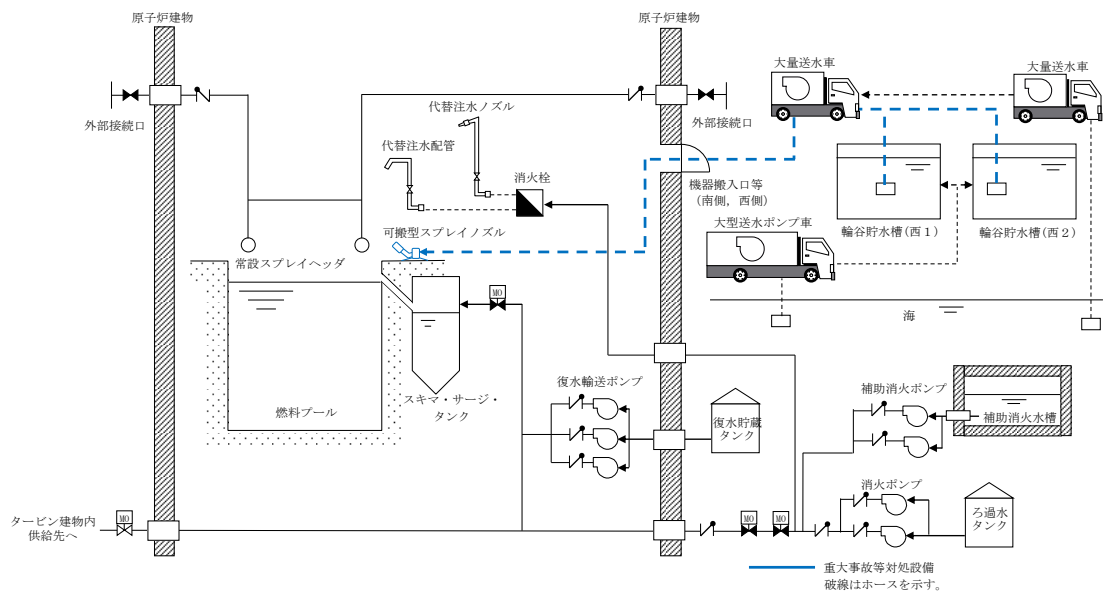 原子炉建物
原子炉建物
大量送水車
大量送水車
外部接続口
代替注水ノズル
外部接続口
代替注水配管
消火栓
機器搬入口等
(南側，西側)
大型送水ポンプ車
輪谷貯水槽(西１)
輪谷貯水槽(西２)
可搬型スプレイノズル
常設スプレイヘッダ
MO
海
燃料プール
スキマ・サージ・
タンク
復水輸送ポンプ
復水貯蔵
タンク
補助消火ポンプ
補助消火水槽
消火ポンプ
ろ過水
タンク
タービン建物内
供給先へ
MO
MO
MO
重大事故等対処設備
破線はホースを示す。